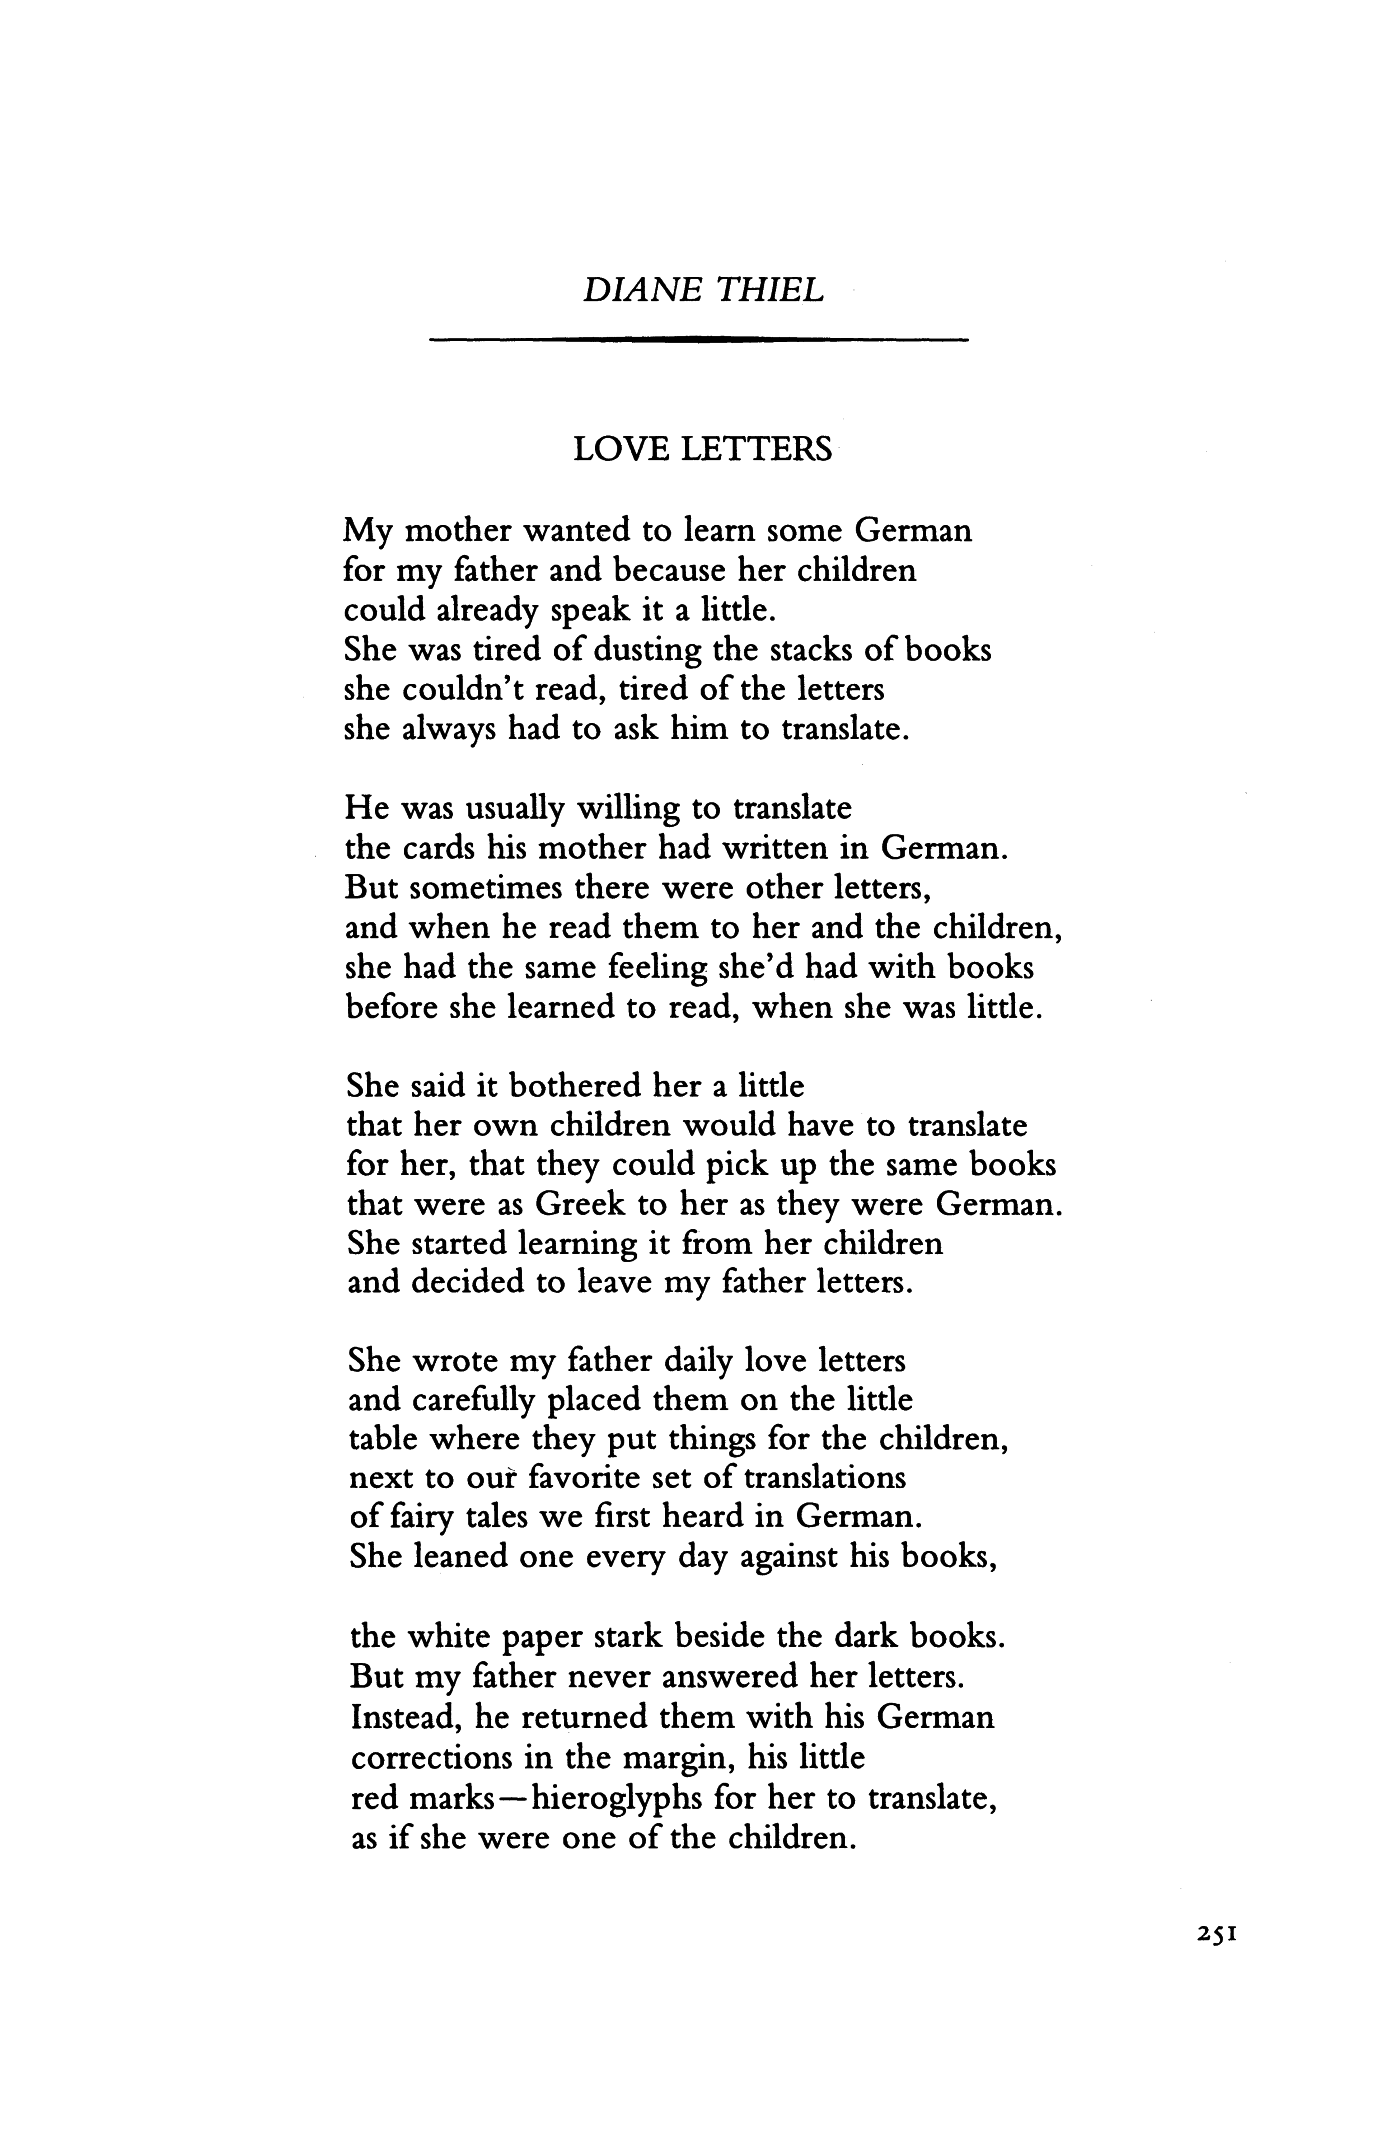 DIANE THIEL
LOVE LETTERS
My mother wanted to learn some German
for my father and because her children
could already speak it a little.
She was tired of dusting the stacks of books
she couldn't read, tired of the letters
she always had to ask him to translate.
He was usually willing to translate
the cards his mother had written in German.
But sometimes there were other letters,
and when he read them to her and the children,
she had the same feeling she'd had with books
before she learned to read, when she was little.
She said it bothered her a little
that her own children would have to translate
for her, that they could pick up the same books
that were as Greek to her as they were German.
She started learning it from her children
and decided to leave my father letters.
She wrote my father daily love letters
and carefully placed them on the little
table where they put things for the children,
next to our favorite set of translations
of fairy tales we first heard in German.
She leaned one every day against his books,
the white paper stark beside the dark books.
But my father never answered her letters.
Instead, he returned them with his German
corrections in the margin, his little
red marks—hieroglyphs for her to translate,
as if she were one of the children.
251